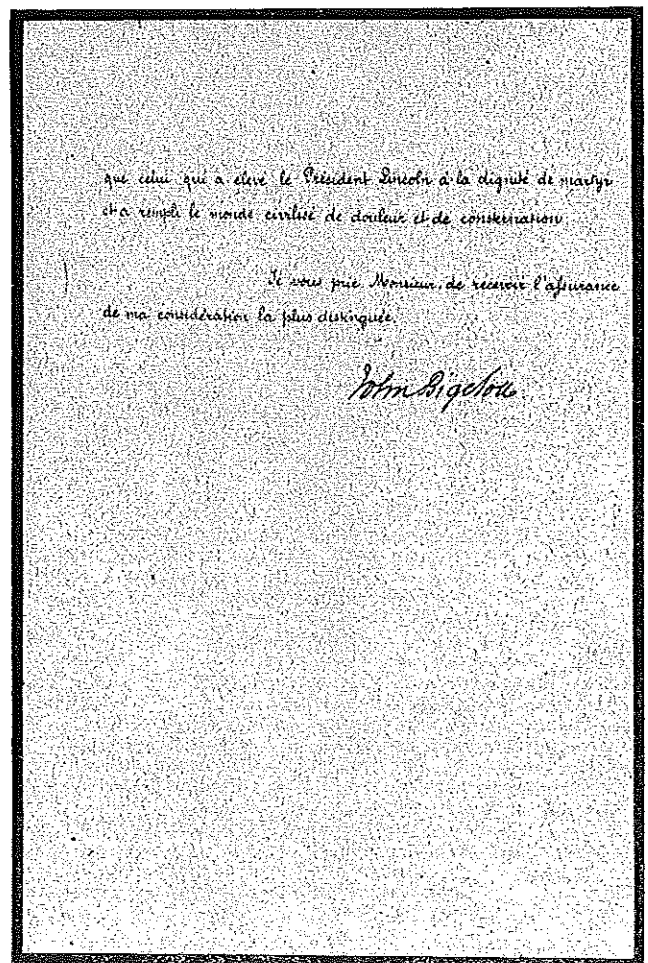 que celui qui a élevé le Président Lincoln à la dignité de martyr
et a rempli le monde civilisé de douleur et de consternation.
Je vous prie Monsieur, de recevoir l'assurance
de ma considération la plus distinguée.
John Bigelow